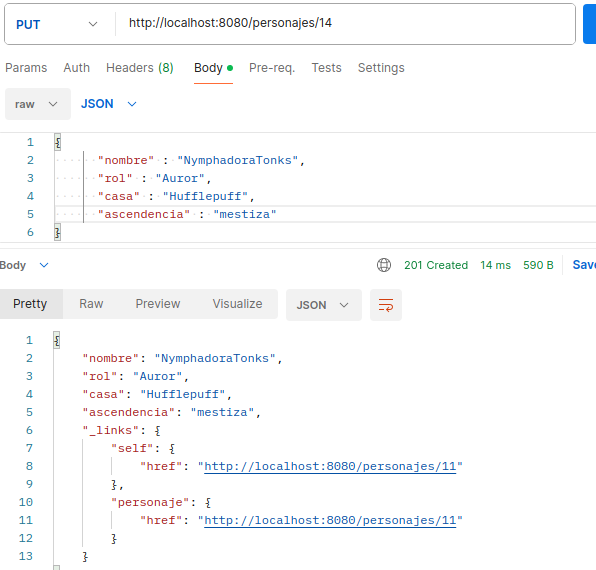 PUT http://localhost:8080/personajes/14
Params Auth Headers (8) Body Pre-req. Tests Settings
raw JSON
1 {
2 "nombre" : "NymphadoraTonks",
3 "rol" : "Auror",
4 "casa" : "Hufflepuff",
5 "ascendencia" : "mestiza"
6 }
Body 201 Created 14 ms 590 B Save
Pretty Raw Preview Visualize JSON
1 {
2 "nombre": "NymphadoraTonks",
3 "rol": "Auror",
4 "casa": "Hufflepuff",
5 "ascendencia": "mestiza",
6 "_links": {
7 "self": {
8 "href": "http://localhost:8080/personajes/11"
9 },
10 "personaje": {
11 "href": "http://localhost:8080/personajes/11"
12 }
13 }